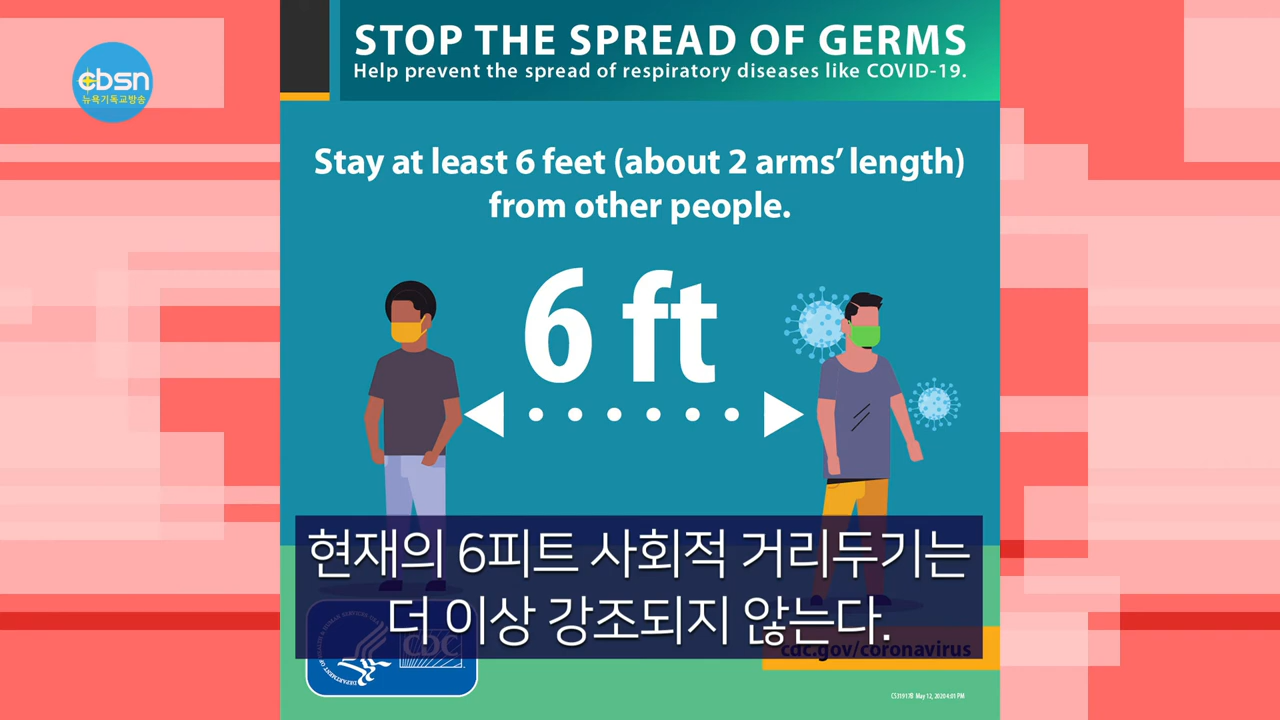 cbsn
뉴욕기독교방송
STOP THE SPREAD OF GERMS
Help prevent the spread of respiratory diseases like COVID-19.
Stay at least 6 feet (about 2 arms' length)
from other people.
6 ft
현재의 6피트 사회적 거리두기는
더 이상 강조되지 않는다.
CDC
cdc.gov/coronavirus
CS319178 May 12, 2020 4:01 PM